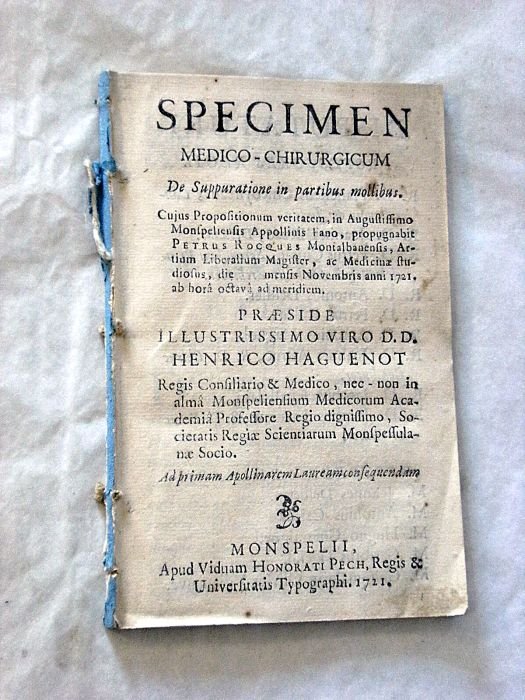 SPECIMEN
MEDICO-CHIRURGICUM
De Suppuratione in partibus mollibus.
Cujus Propositionum veritatem, in Augustissimo
Monspeliensis Appollinis Fano, propugnabit
PETRUS ROCQUES Montalbanensis, Ar-
tium Liberalium Magister, ac Medicinæ stu-
diosus, die mensis Novembris anni 1721.
ab horâ octavâ ad meridiem.
PRÆSIDE
ILLUSTRISSIMO VIRO D.D.
HENRICO HAGUENOT
Regis Consiliario & Medico, nec-non in
almâ Monspeliensium Medicorum Aca-
demiâ Professore Regio dignissimo, So-
cietatis Regiæ Scientiarum Monspessula-
næ Socio.
Ad primam Apollinarem Lauream consequendam
MONSPELII,
Apud Viduam HONORATI PECH, Regis &
Universitatis Typographi. 1721.